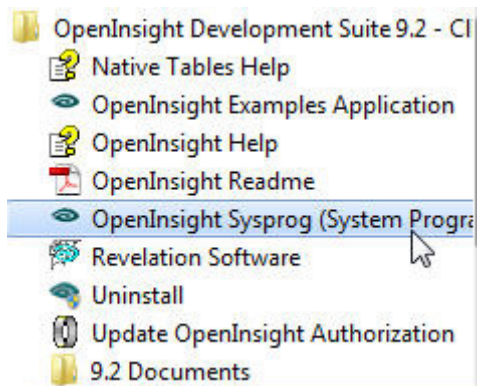 OpenInsight Development Suite 9.2 - Cl
Native Tables Help
OpenInsight Examples Application
OpenInsight Help
OpenInsight Readme
OpenInsight Sysprog (System Progra
Revelation Software
Uninstall
Update OpenInsight Authorization
9.2 Documents